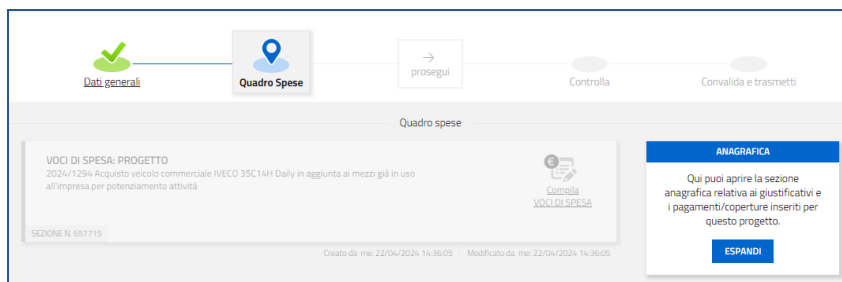 Dati generali
Quadro Spese
prosegui
Controlla
Convalida e trasmetti
Quadro spese
VOCI DI SPESA: PROGETTO
2024/1294 Acquisto veicolo commerciale IVECO 35C14H Daily in aggiunta ai mezzi già in uso
all'impresa per potenziamento attività
Compila
VOCI DI SPESA
SEZIONE N. 657715
Creato da me: 22/04/2024 14:36:05
Modificato da me: 22/04/2024 14:36:05
ANAGRAFICA
Qui puoi aprire la sezione
anagrafica relativa ai giustificativi e
i pagamenti/coperture inseriti per
questo progetto.
ESPANDI